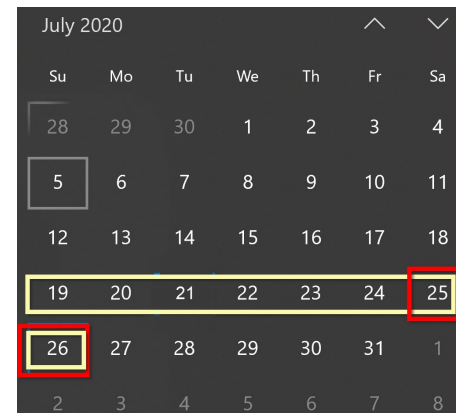 July 2020
Su Mo Tu We Th Fr Sa
28 29 30 1 2 3 4
5 6 7 8 9 10 11
12 13 14 15 16 17 18
19 20 21 22 23 24 25
26 27 28 29 30 31 1
2 3 4 5 6 7 8